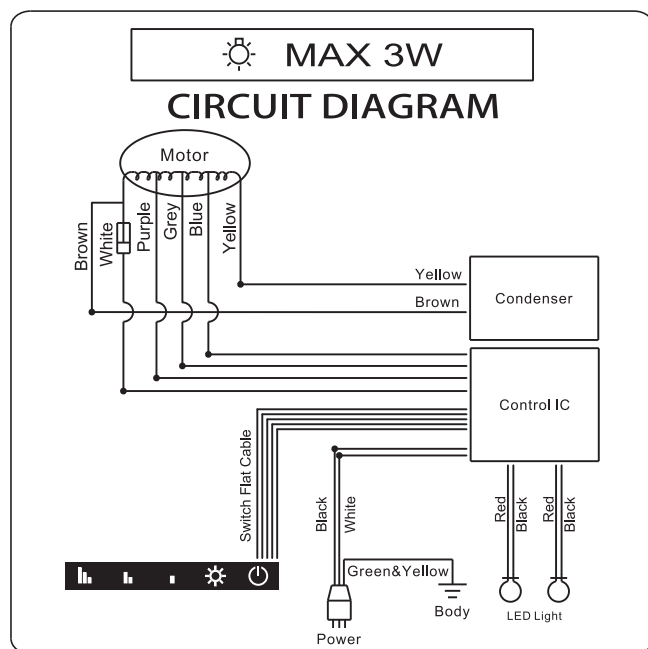 MAX 3W
CIRCUIT DIAGRAM
Motor
Brown
White
Purple
Grey
Blue
Yellow
Yellow
Brown
Condenser
Control IC
Switch Flat Cable
Black
White
Red
Black
Red
Black
Green&Yellow
Body
LED Light
Power